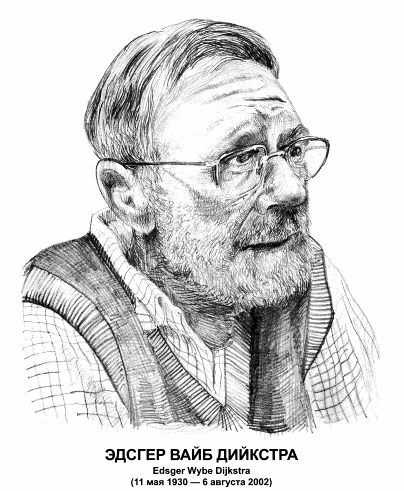 ЭДСГЕР ВАЙБ ДИЙКСТРА
Edsger Wybe Dijkstra
(11 мая 1930 — 6 августа 2002)